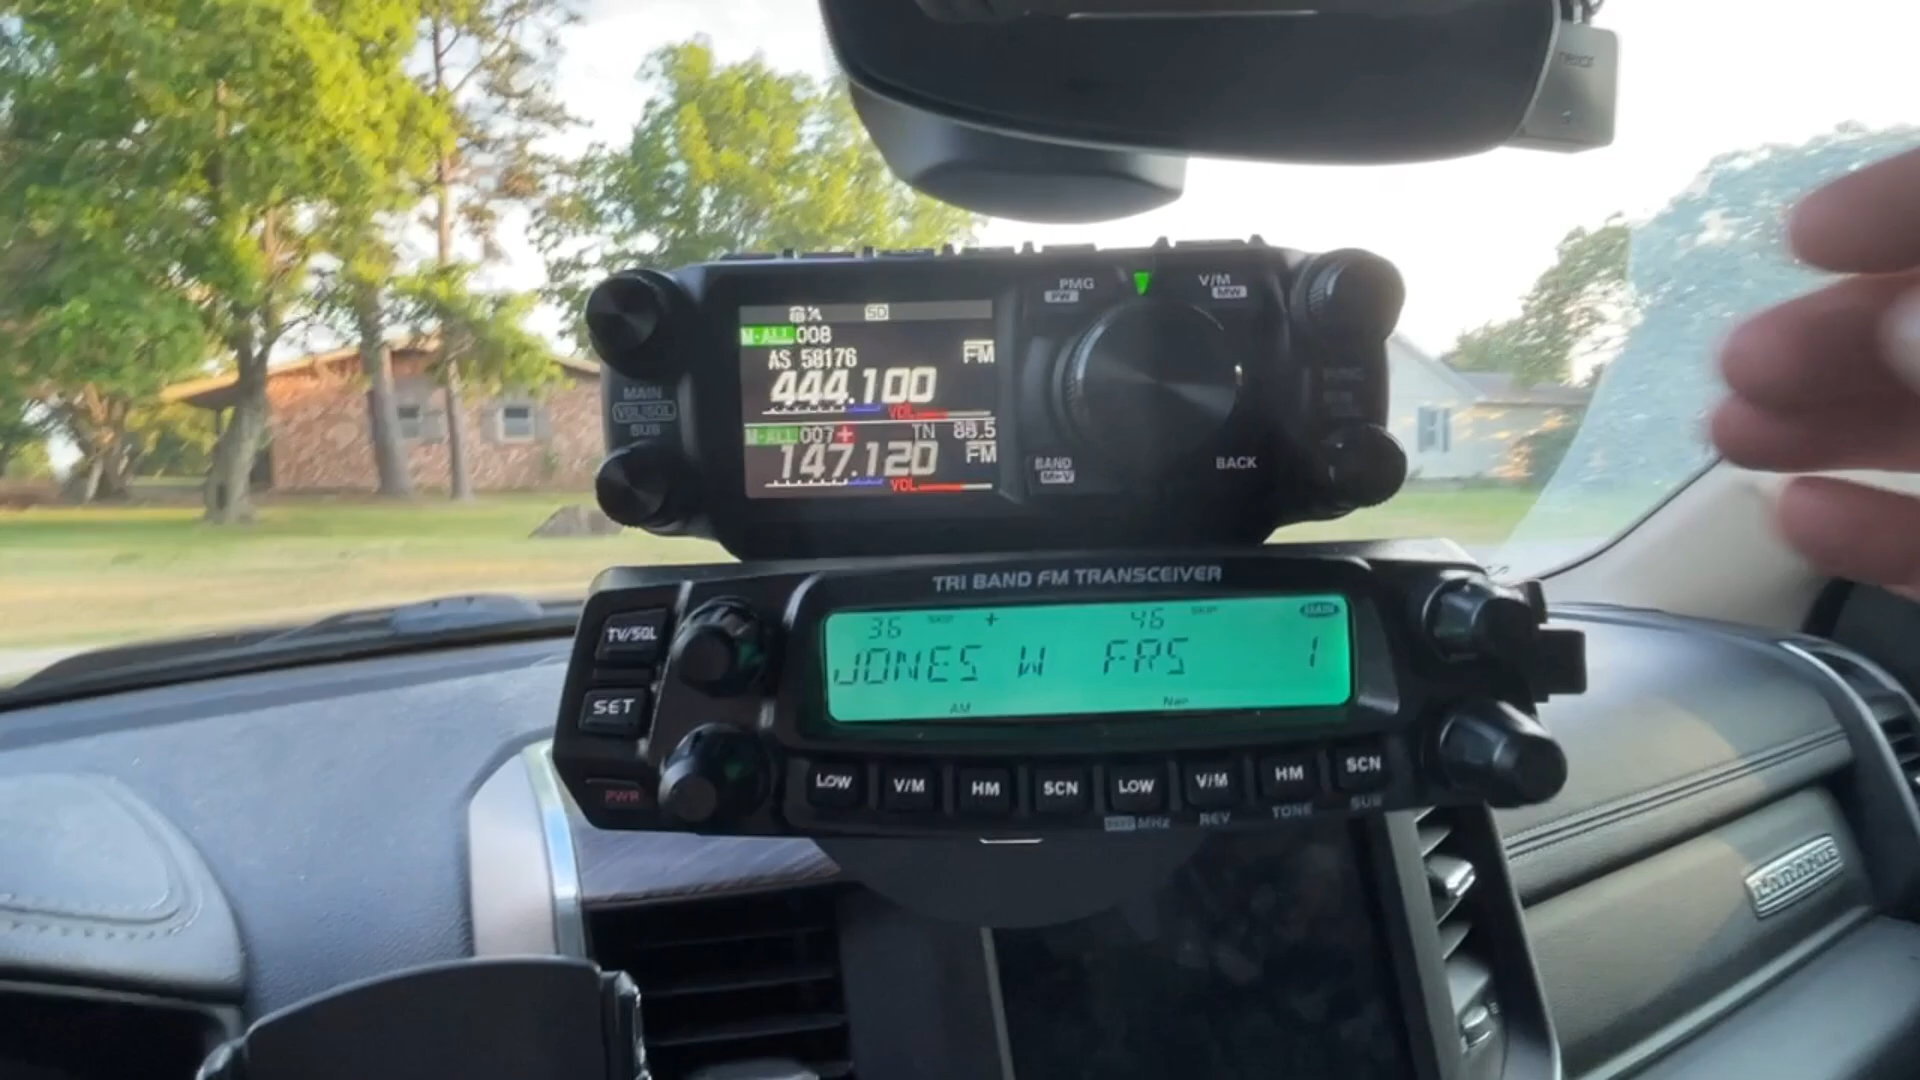 PMG
PW
V/M
MW
SD
M-ALL 008
AS 58176
FM
444.100
VOL
M-ALL 007+ TN 88.5
147.120 FM
VOL
MAIN
VOL/SQL
SUB
BAND
M▸V
BACK
TRI BAND FM TRANSCEIVER
TV/SQL
SET
PWR
36 SKIP + 46 SKIP MAIN
JONES W FRS 1
AM Nar
LOW V/M HM SCN LOW V/M HM SCN
MHz REV TONE SUB
LARAMIE